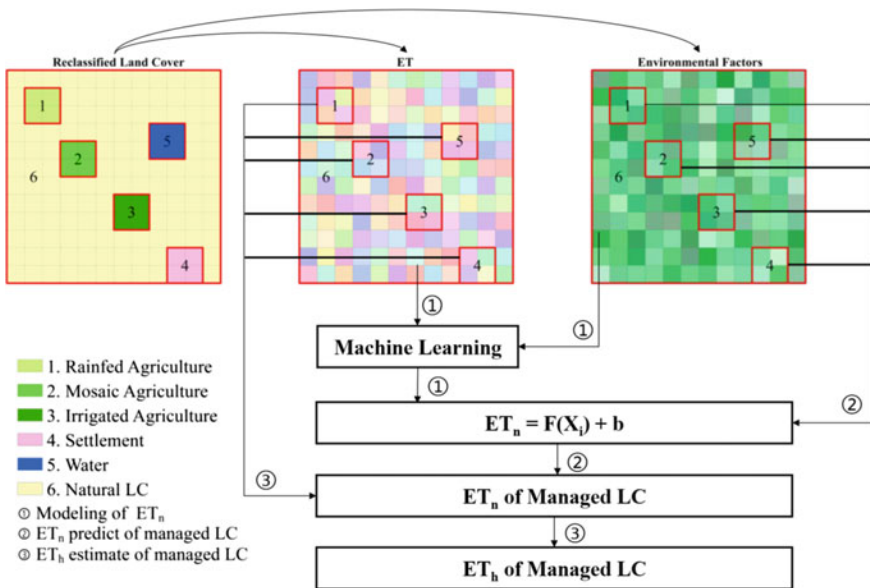 Reclassified Land Cover
ET
Environmental Factors
1
5
2
6
3
4
1
5
2
6
3
4
1
5
2
6
3
4
①
①
Machine Learning
①
②
ETn = F(Xi) + b
②
③
ETn of Managed LC
③
ETh of Managed LC
1. Rainfed Agriculture
2. Mosaic Agriculture
3. Irrigated Agriculture
4. Settlement
5. Water
6. Natural LC
① Modeling of ETn
② ETn predict of managed LC
③ ETh estimate of managed LC